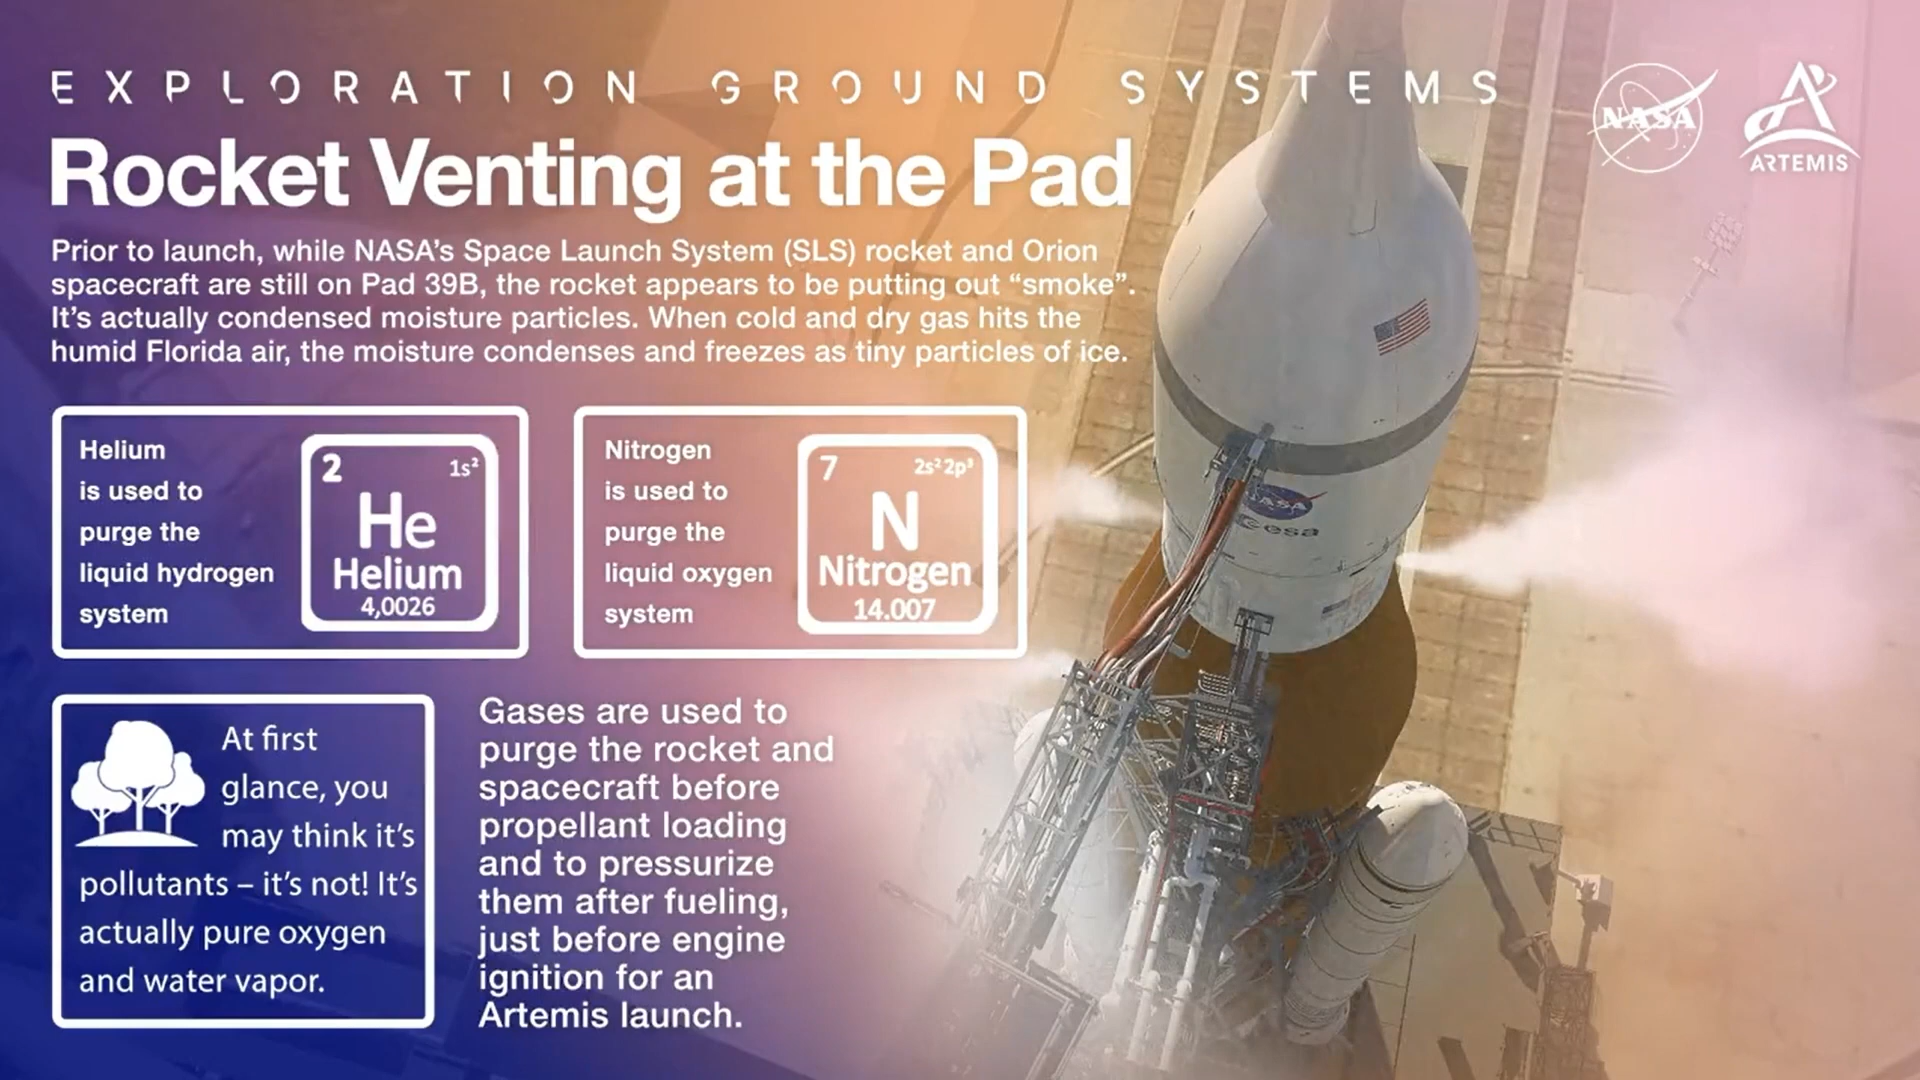 EXPLORATION GROUND SYSTEMS
NASA
ARTEMIS
Rocket Venting at the Pad
Prior to launch, while NASA's Space Launch System (SLS) rocket and Orion
spacecraft are still on Pad 39B, the rocket appears to be putting out “smoke”.
It's actually condensed moisture particles. When cold and dry gas hits the
humid Florida air, the moisture condenses and freezes as tiny particles of ice.
Helium
is used to
purge the
liquid hydrogen
system
2 1s²
He
Helium
4,0026
Nitrogen
is used to
purge the
liquid oxygen
system
7 2s² 2p³
N
Nitrogen
14.007
NASA
esa
At first
glance, you
may think it's
pollutants – it's not! It's
actually pure oxygen
and water vapor.
Gases are used to
purge the rocket and
spacecraft before
propellant loading
and to pressurize
them after fueling,
just before engine
ignition for an
Artemis launch.